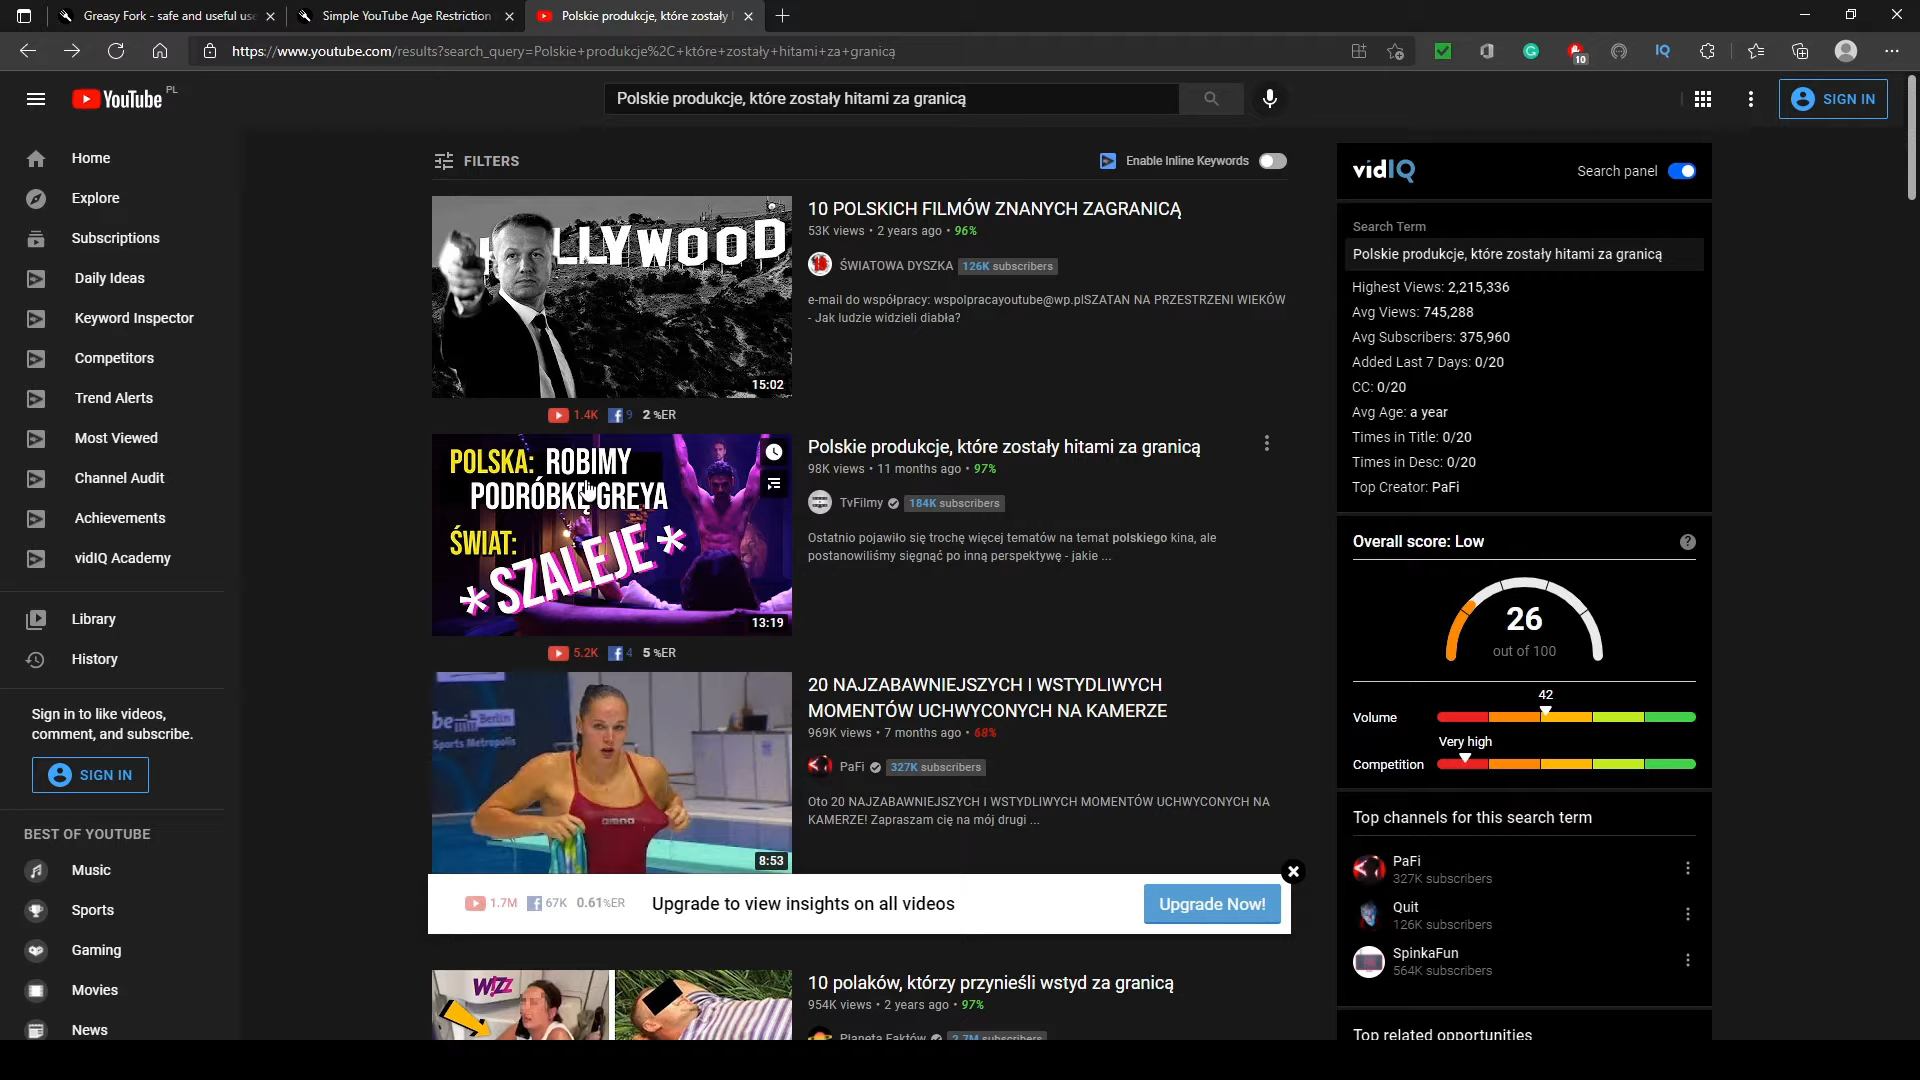 Greasy Fork - safe and useful us
Simple YouTube Age Restriction
Polskie produkcje, które zostały
https://www.youtube.com/results?search_query=Polskie+produkcje%2C+które+zostały+hitami+za+granicą
10
IQ
YouTube PL
Polskie produkcje, które zostały hitami za granicą
SIGN IN
Home
Explore
Subscriptions
Daily Ideas
Keyword Inspector
Competitors
Trend Alerts
Most Viewed
Channel Audit
Achievements
vidIQ Academy
Library
History
Sign in to like videos,
comment, and subscribe.
SIGN IN
BEST OF YOUTUBE
Music
Sports
Gaming
Movies
News
FILTERS
Enable Inline Keywords
HOLLYWOOD
15:02
10 POLSKICH FILMÓW ZNANYCH ZAGRANICĄ
53K views • 2 years ago • 96%
ŚWIATOWA DYSZKA 126K subscribers
e-mail do współpracy: wspolpracayoutube@wp.plSZATAN NA PRZESTRZENI WIEKÓW
- Jak ludzie widzieli diabła?
1.4K 9 2 %ER
POLSKA: ROBIMY
PODRÓBKĘ GREYA
ŚWIAT:
*SZALEJE*
13:19
Polskie produkcje, które zostały hitami za granicą
98K views • 11 months ago • 97%
TvFilmy 184K subscribers
Ostatnio pojawiło się trochę więcej tematów na temat polskiego kina, ale
postanowiliśmy sięgnąć po inną perspektywę - jakie ...
5.2K 4 5 %ER
be Berlin
Sports Metropolis
arena
8:53
20 NAJZABAWNIEJSZYCH I WSTYDLIWYCH
MOMENTÓW UCHWYCONYCH NA KAMERZE
969K views • 7 months ago • 68%
PaFi 327K subscribers
Oto 20 NAJZABAWNIEJSZYCH I WSTYDLIWYCH MOMENTÓW UCHWYCONYCH NA
KAMERZE! Zapraszam cię na mój drugi ...
1.7M 67K 0.61%ER Upgrade to view insights on all videos Upgrade Now!
WIZZ
10 polaków, którzy przynieśli wstyd za granicą
954K views • 2 years ago • 97%
Planeta Faktów 2.7M subscribers
vidIQ
Search panel
Search Term
Polskie produkcje, które zostały hitami za granicą
Highest Views: 2,215,336
Avg Views: 745,288
Avg Subscribers: 375,960
Added Last 7 Days: 0/20
CC: 0/20
Avg Age: a year
Times in Title: 0/20
Times in Desc: 0/20
Top Creator: PaFi
Overall score: Low
?
26
out of 100
42
Volume
Very high
Competition
Top channels for this search term
PaFi
327K subscribers
Quit
126K subscribers
SpinkaFun
564K subscribers
Top related opportunities